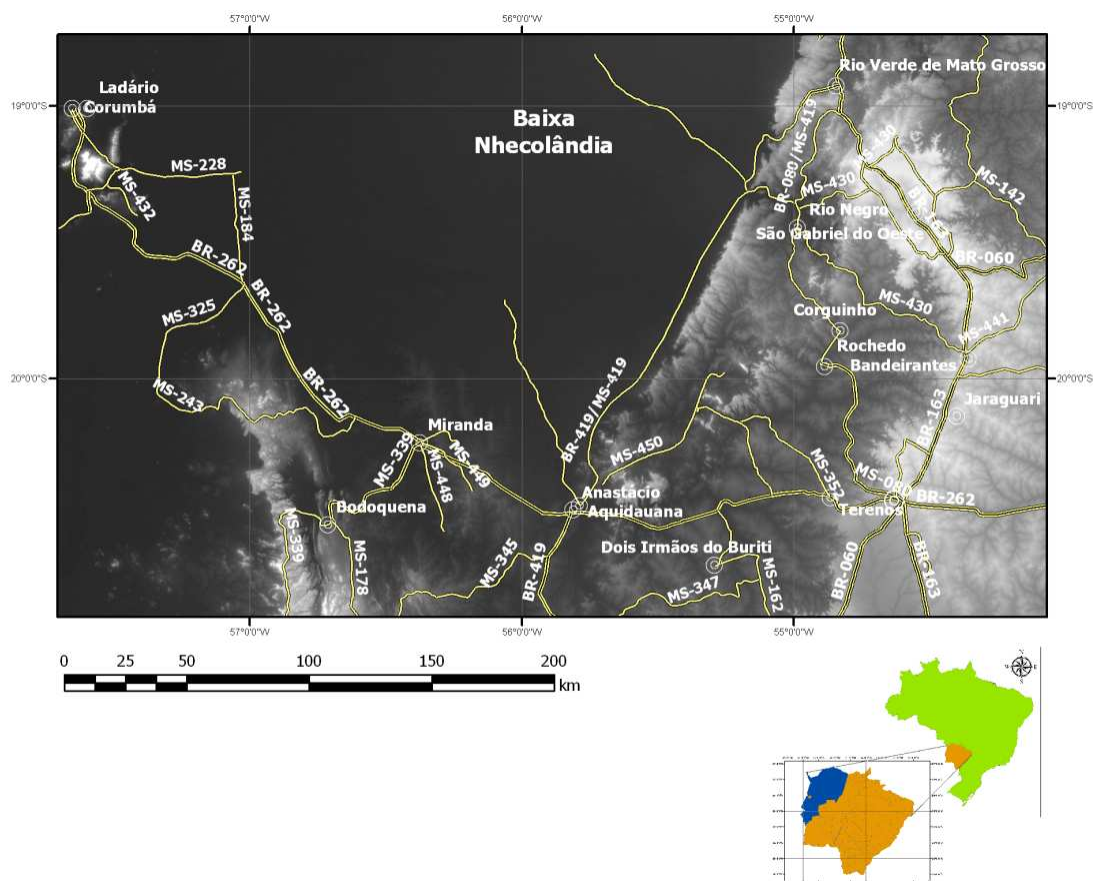 57°0'0"W
56°0'0"W
55°0'0"W
Rio Verde de Mato Grosso
Ladário
Corumbá
19°0'0"S
19°0'0"S
Baixa
Nhecolândia
BR-080/MS-419
MS-430
MS-228
MS-432
MS-184
MS-430
MS-142
Rio Negro
BR-163
São Gabriel do Oeste
BR-262
BR-060
BR-262
MS-325
MS-430
Corguinho
MS-441
Rochedo
Bandeirantes
20°0'0"S
20°0'0"S
BR-262
MS-243
BR-419/MS-419
BR-163
Jaraguari
Miranda
MS-339
MS-448
MS-449
MS-450
MS-352
MS-080
BR-262
Anastácio
Aquidauana
Terenos
Bodoquena
MS-339
MS-178
MS-345
BR-419
Dois Irmãos do Buriti
MS-347
MS-162
BR-060
BR-163
57°0'0"W
56°0'0"W
55°0'0"W
0 25 50 100 150 200
km